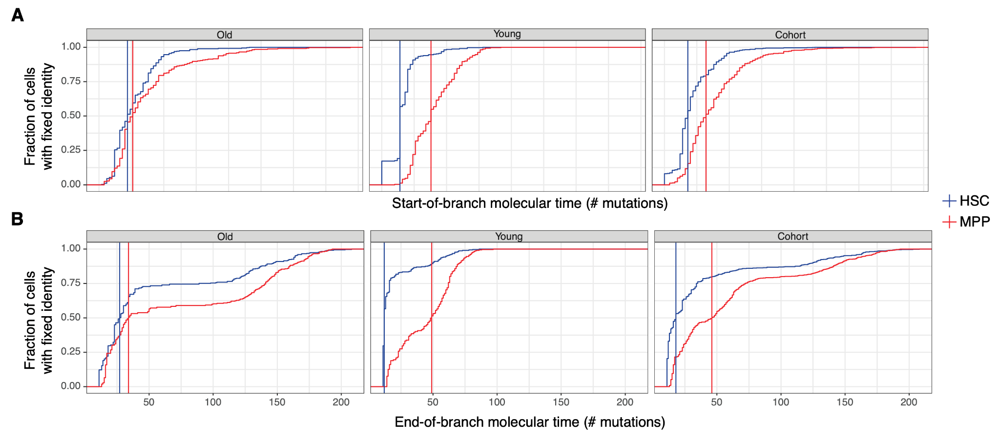 A
Old
Young
Cohort
1.00
0.75
0.50
0.25
0.00
Fraction of cells
with fixed identity
Start-of-branch molecular time (# mutations)
HSC
MPP
B
Old
Young
Cohort
1.00
0.75
0.50
0.25
0.00
Fraction of cells
with fixed identity
50 100 150 200
50 100 150 200
50 100 150 200
End-of-branch molecular time (# mutations)